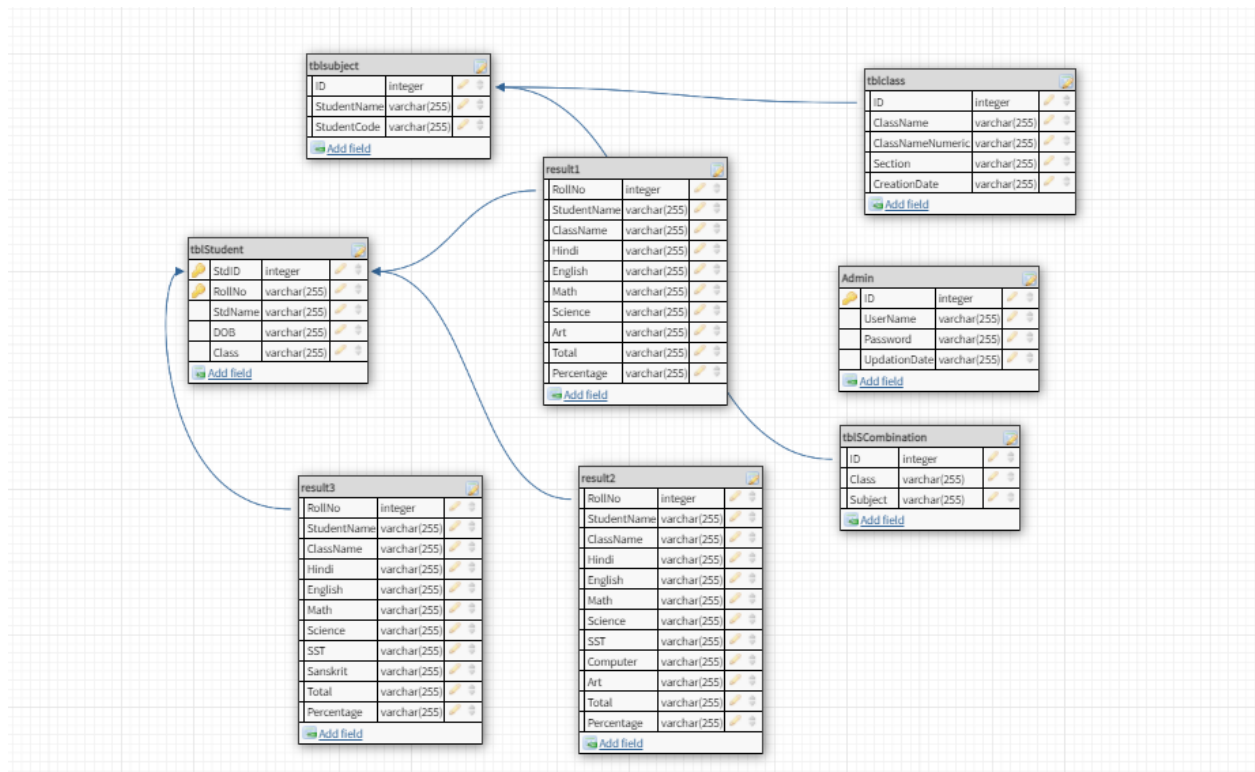 tblsubject
ID integer
StudentName varchar(255)
StudentCode varchar(255)
Add field
tblclass
ID integer
ClassName varchar(255)
ClassNameNumeric varchar(255)
Section varchar(255)
CreationDate varchar(255)
Add field
result1
RollNo integer
StudentName varchar(255)
ClassName varchar(255)
Hindi varchar(255)
English varchar(255)
Math varchar(255)
Science varchar(255)
Art varchar(255)
Total varchar(255)
Percentage varchar(255)
Add field
tblStudent
StdID integer
RollNo varchar(255)
StdName varchar(255)
DOB varchar(255)
Class varchar(255)
Add field
Admin
ID integer
UserName varchar(255)
Password varchar(255)
UpdationDate varchar(255)
Add field
tblSCombination
ID integer
Class varchar(255)
Subject varchar(255)
Add field
result3
RollNo integer
StudentName varchar(255)
ClassName varchar(255)
Hindi varchar(255)
English varchar(255)
Math varchar(255)
Science varchar(255)
SST varchar(255)
Sanskrit varchar(255)
Total varchar(255)
Percentage varchar(255)
Add field
result2
RollNo integer
StudentName varchar(255)
ClassName varchar(255)
Hindi varchar(255)
English varchar(255)
Math varchar(255)
Science varchar(255)
SST varchar(255)
Computer varchar(255)
Art varchar(255)
Total varchar(255)
Percentage varchar(255)
Add field